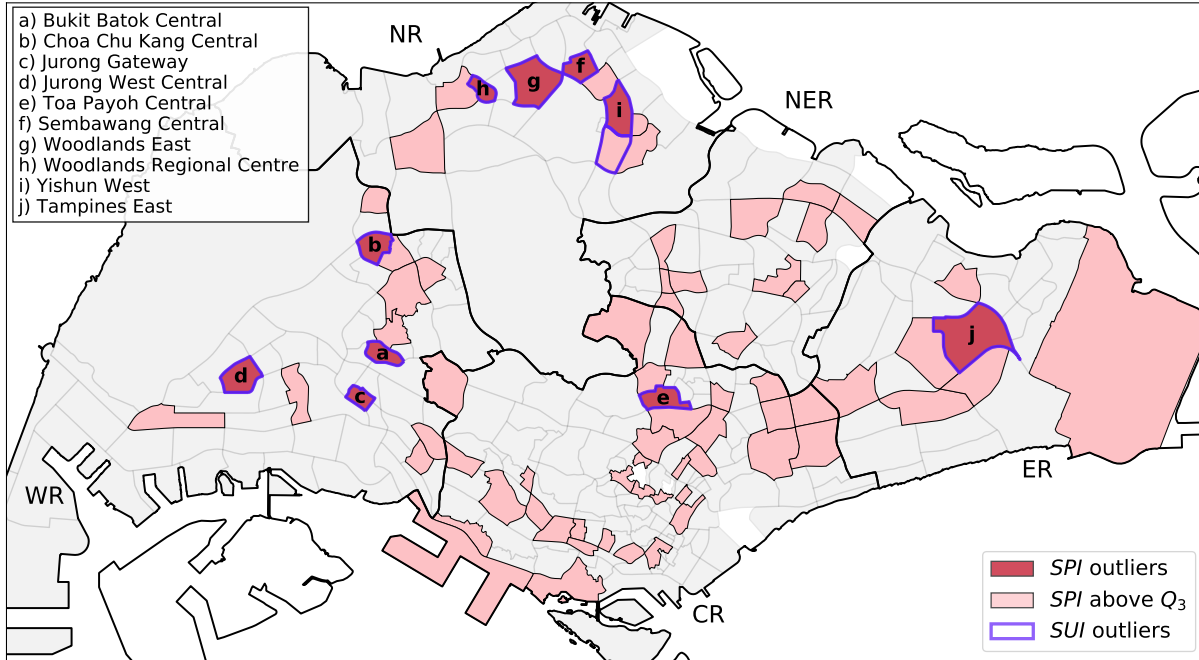 a) Bukit Batok Central
b) Choa Chu Kang Central
c) Jurong Gateway
d) Jurong West Central
e) Toa Payoh Central
f) Sembawang Central
g) Woodlands East
h) Woodlands Regional Centre
i) Yishun West
j) Tampines East
NR
NER
f
g
h
i
b
j
a
d
c
e
ER
WR
CR
SPI outliers
SPI above Q3
SUI outliers